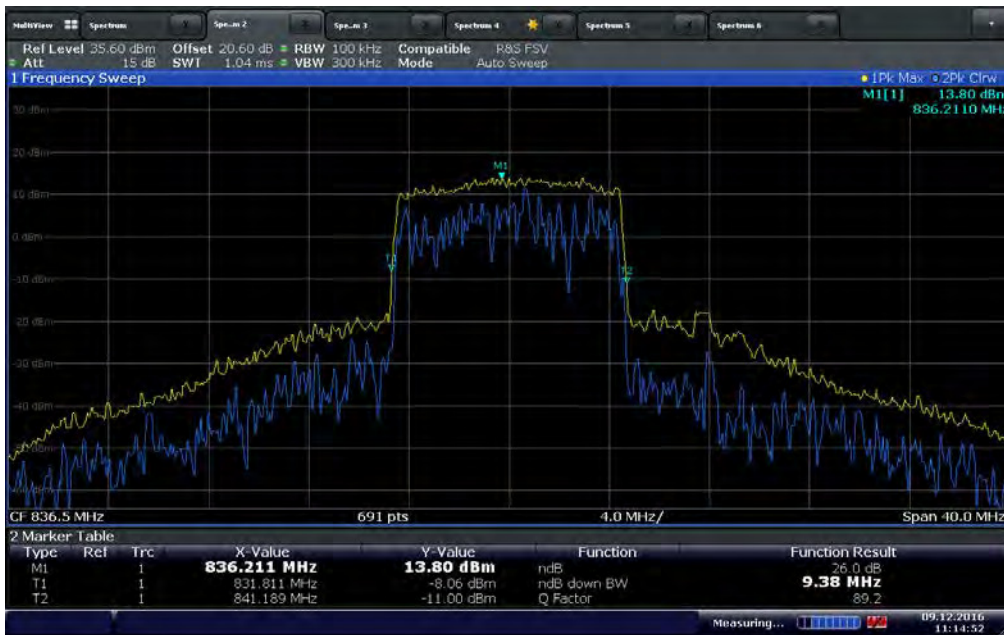 MultiView Spectrum X Spe...m 2 X Spe...m 3 X Spectrum 4 X Spectrum 5 X Spectrum 6 X
Ref Level 35.60 dBm Offset 20.60 dB RBW 100 kHz Compatible R&S FSV
Att 15 dB SWT 1.04 ms VBW 300 kHz Mode Auto Sweep
1 Frequency Sweep 1Pk Max 2Pk Clrw
M1[1] 13.80 dBm
836.2110 MHz
30 dBm
20 dBm
M1
10 dBm
0 dBm
T1
T2
-10 dBm
-20 dBm
-30 dBm
-40 dBm
CF 836.5 MHz 691 pts 4.0 MHz/ Span 40.0 MHz
2 Marker Table
Type Ref Trc X-Value Y-Value Function Function Result
M1 1 836.211 MHz 13.80 dBm ndB 26.0 dB
T1 1 831.811 MHz -8.06 dBm ndB down BW 9.38 MHz
T2 1 841.189 MHz -11.00 dBm Q Factor 89.2
Measuring... 09.12.2016
11:14:52